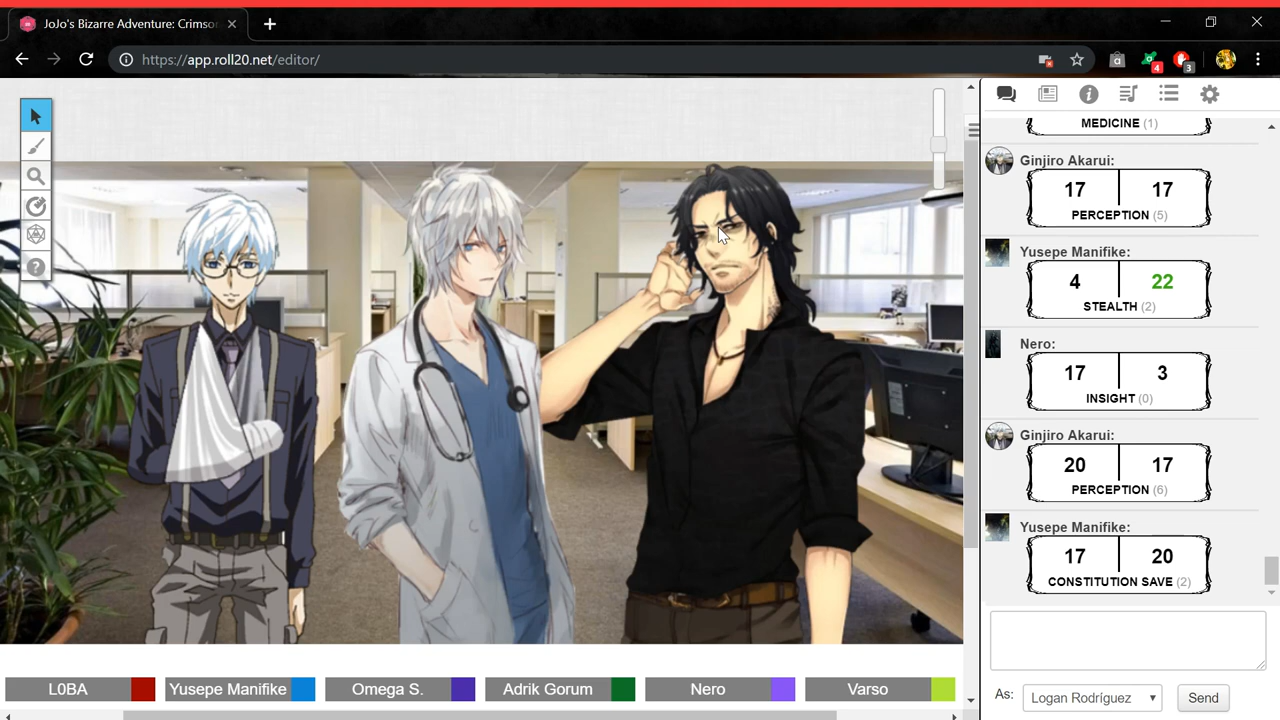 JoJo's Bizarre Adventure: Crimso
https://app.roll20.net/editor/
4
3
MEDICINE (1)
Ginjiro Akarui:
17 17
PERCEPTION (5)
Yusepe Manifike:
4 22
STEALTH (2)
Nero:
17 3
INSIGHT (0)
Ginjiro Akarui:
20 17
PERCEPTION (6)
Yusepe Manifike:
17 20
CONSTITUTION SAVE (2)
As: Logan Rodríguez Send
L0BA Yusepe Manifike Omega S. Adrik Gorum Nero Varso